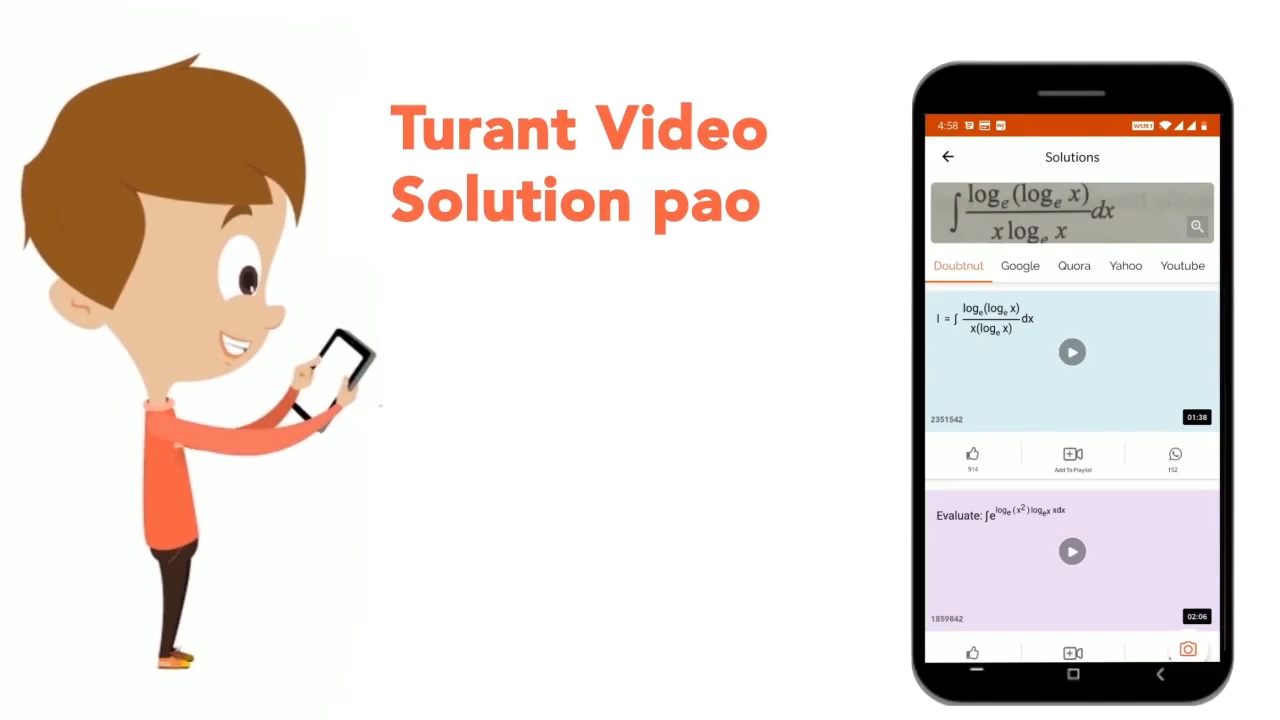 Turant Video
Solution pao
4:58
VoLTE1
Solutions
∫ logₑ(logₑ x) / x logₑ x dx
Doubtnut Google Quora Yahoo Youtube
I = ∫ logₑ(logₑ x) / x(logₑ x) dx
2351542 01:38
914 Add To Playlist 152
Evaluate: ∫e^logₑ(x²)logₑx xdx
1859842 02:06